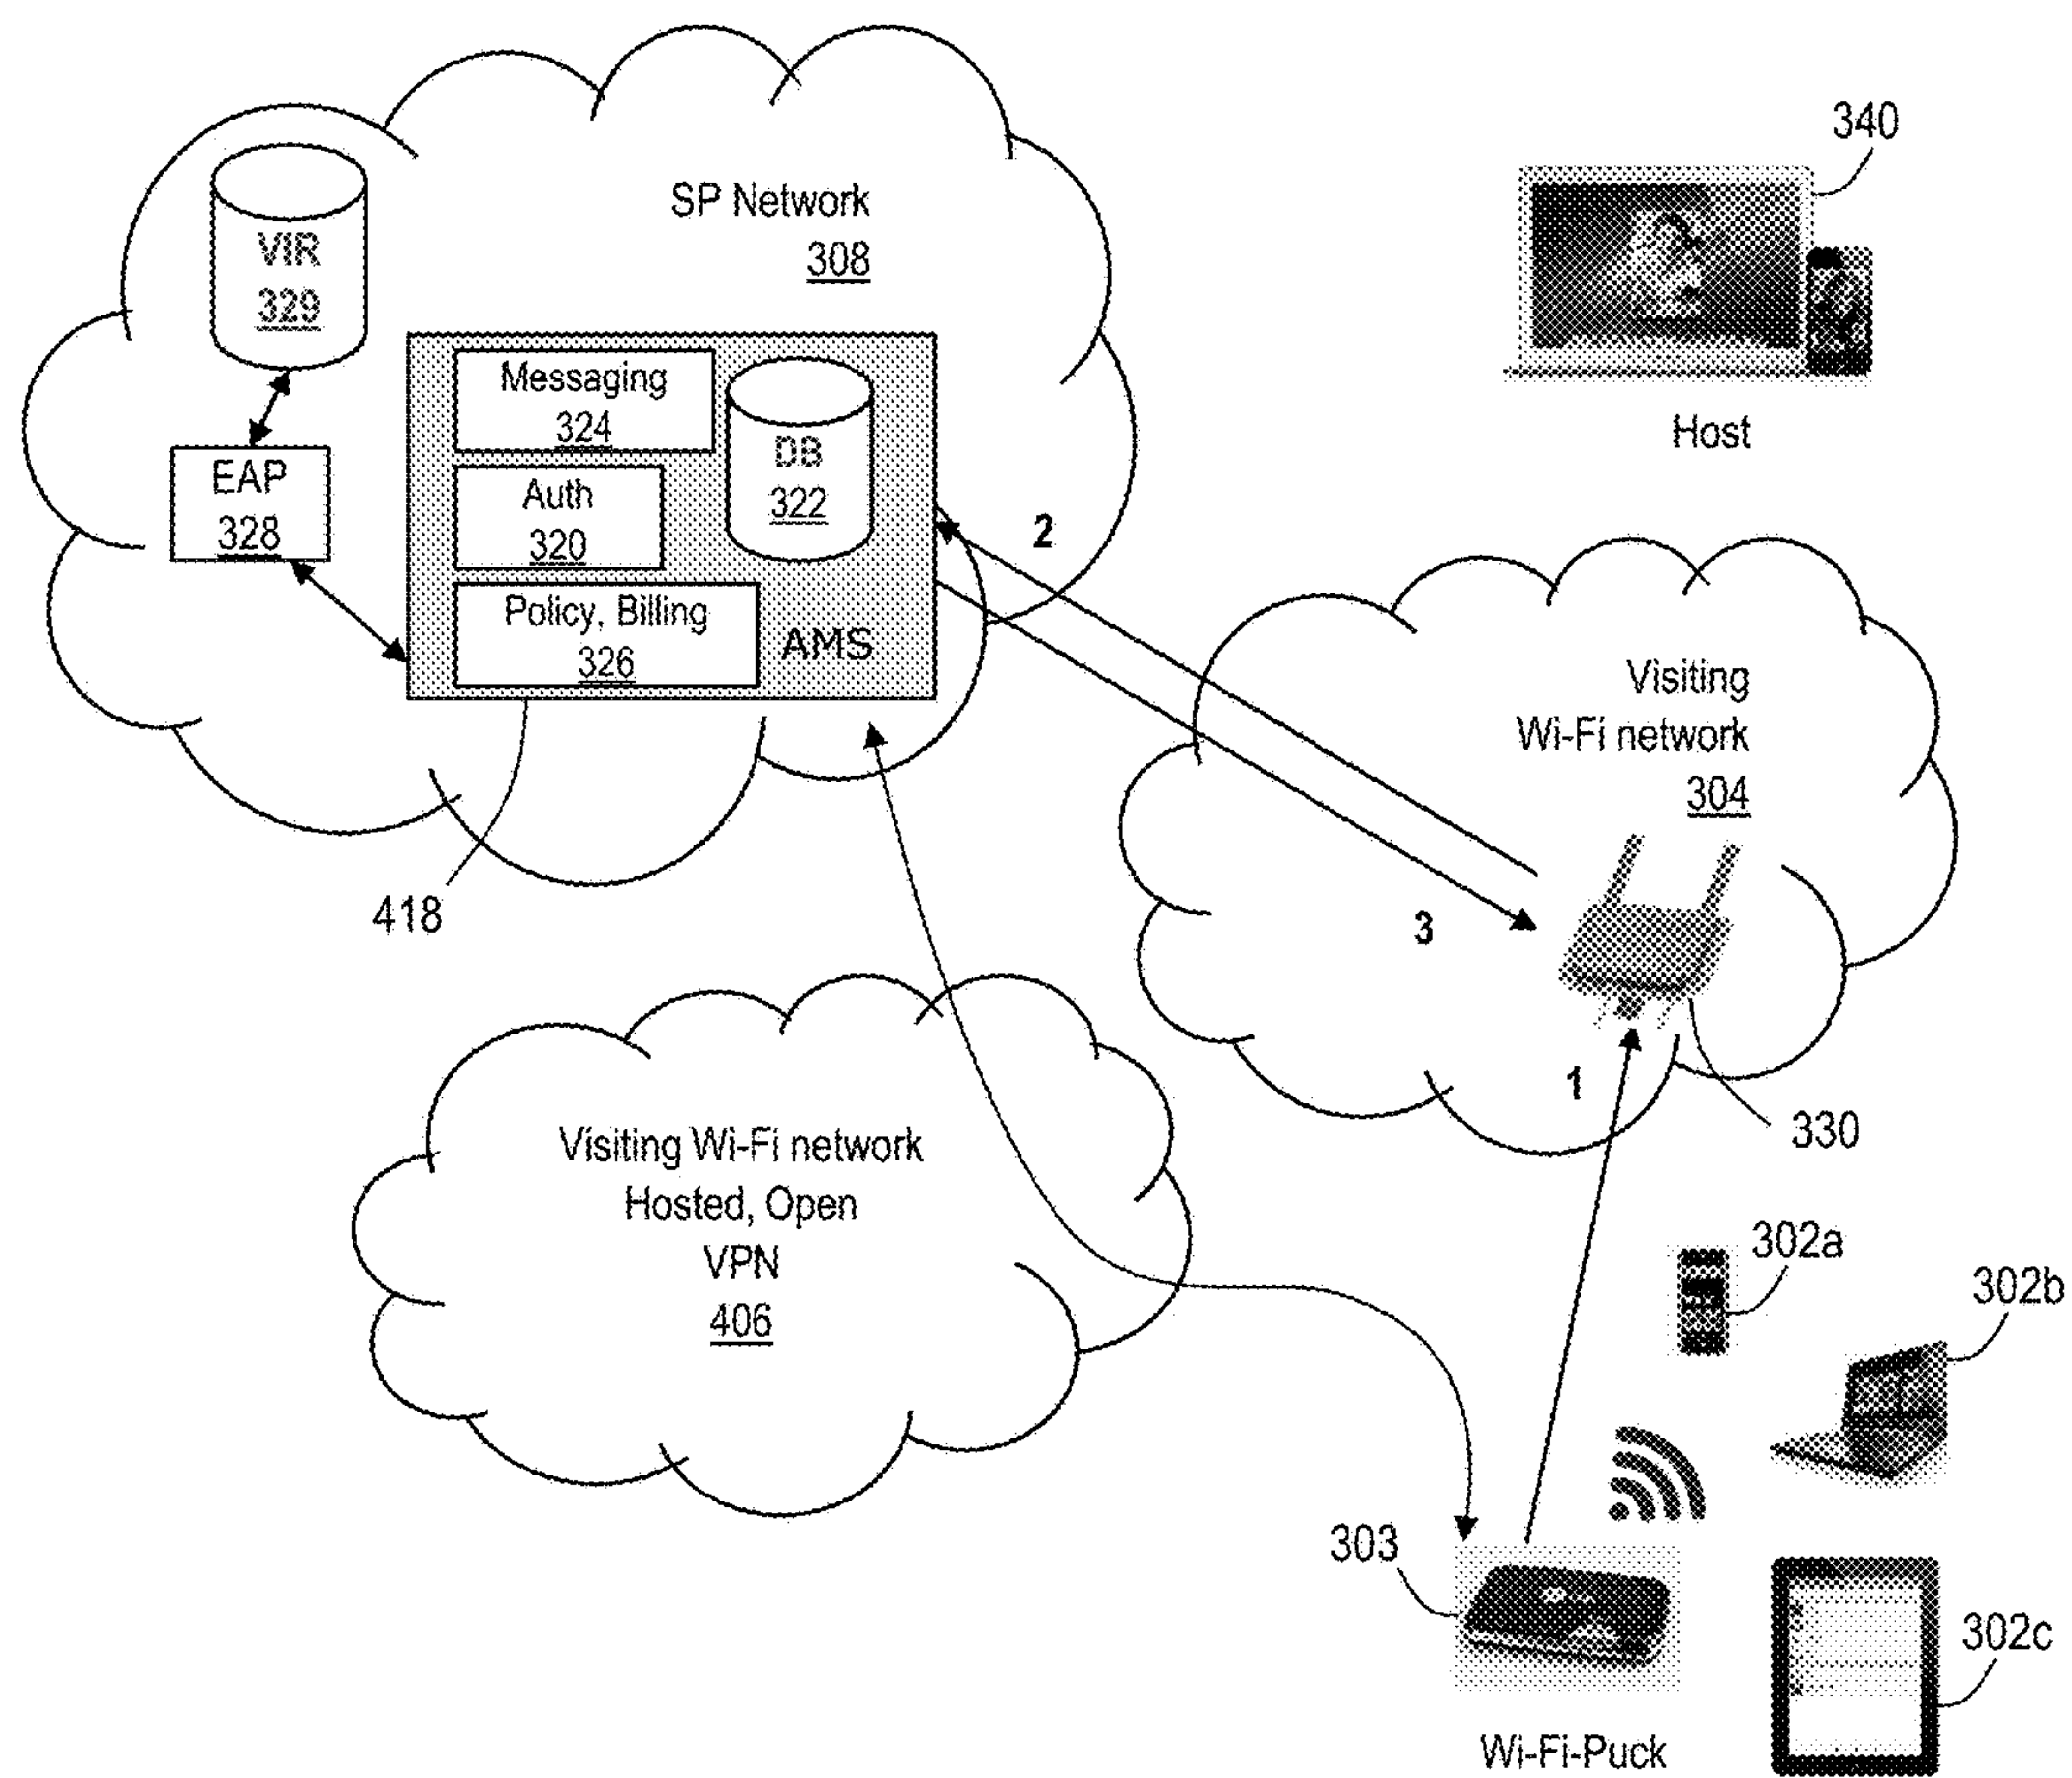 340
SP Network
308
VIR
329
Messaging
324
DB
322
Host
EAP
328
Auth
320
2
Policy, Billing
326
AMS
Visiting
Wi-Fi network
304
418
3
1
330
Visiting Wi-Fi network
Hosted, Open
VPN
406
302a
302b
303
302c
Wi-Fi-Puck